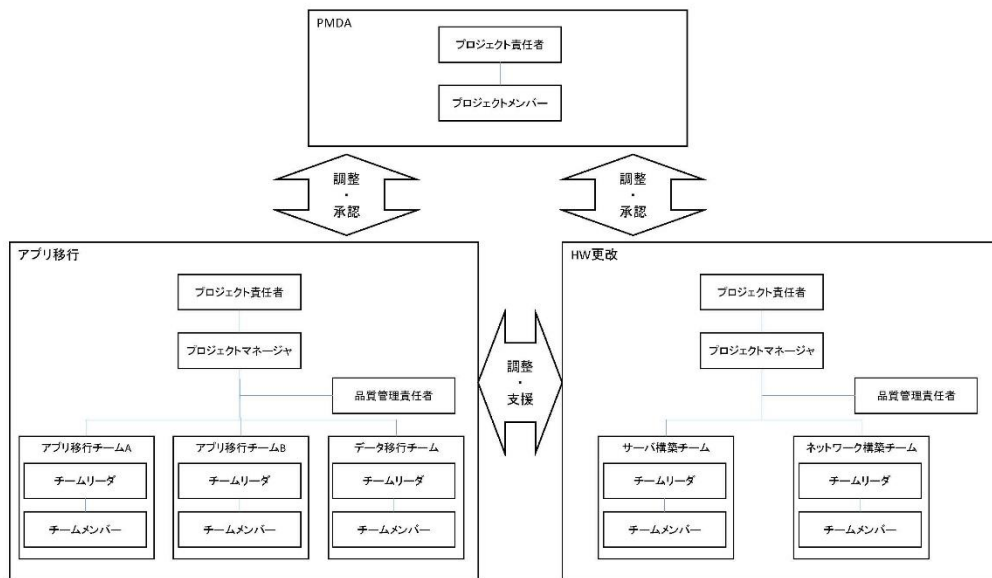 PMDA
プロジェクト責任者
プロジェクトメンバー
調整
・
承認
調整
・
承認
アプリ移行
プロジェクト責任者
プロジェクトマネージャ
品質管理責任者
アプリ移行チームA
チームリーダ
チームメンバー
アプリ移行チームB
チームリーダ
チームメンバー
データ移行チーム
チームリーダ
チームメンバー
調整
・
支援
HW更改
プロジェクト責任者
プロジェクトマネージャ
品質管理責任者
サーバ構築チーム
チームリーダ
チームメンバー
ネットワーク構築チーム
チームリーダ
チームメンバー